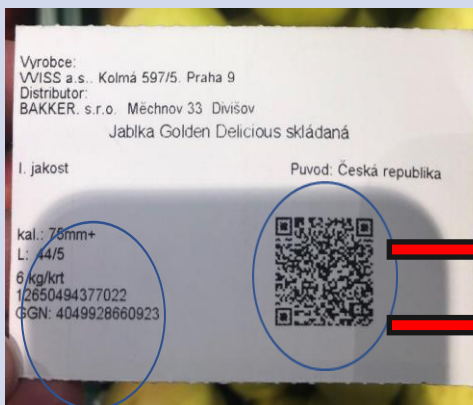 Vyrobce:
VVISS a.s.. Kolmá 597/5. Praha 9
Distributor:
BAKKER. s.r.o. Měchnov 33 Divišov
Jablka Golden Delicious skládaná
I. jakost
Puvod: Česká republika
kal.: 75mm+
L: 44/5
6 kg/krt
12650494377022
GGN: 4049928660923